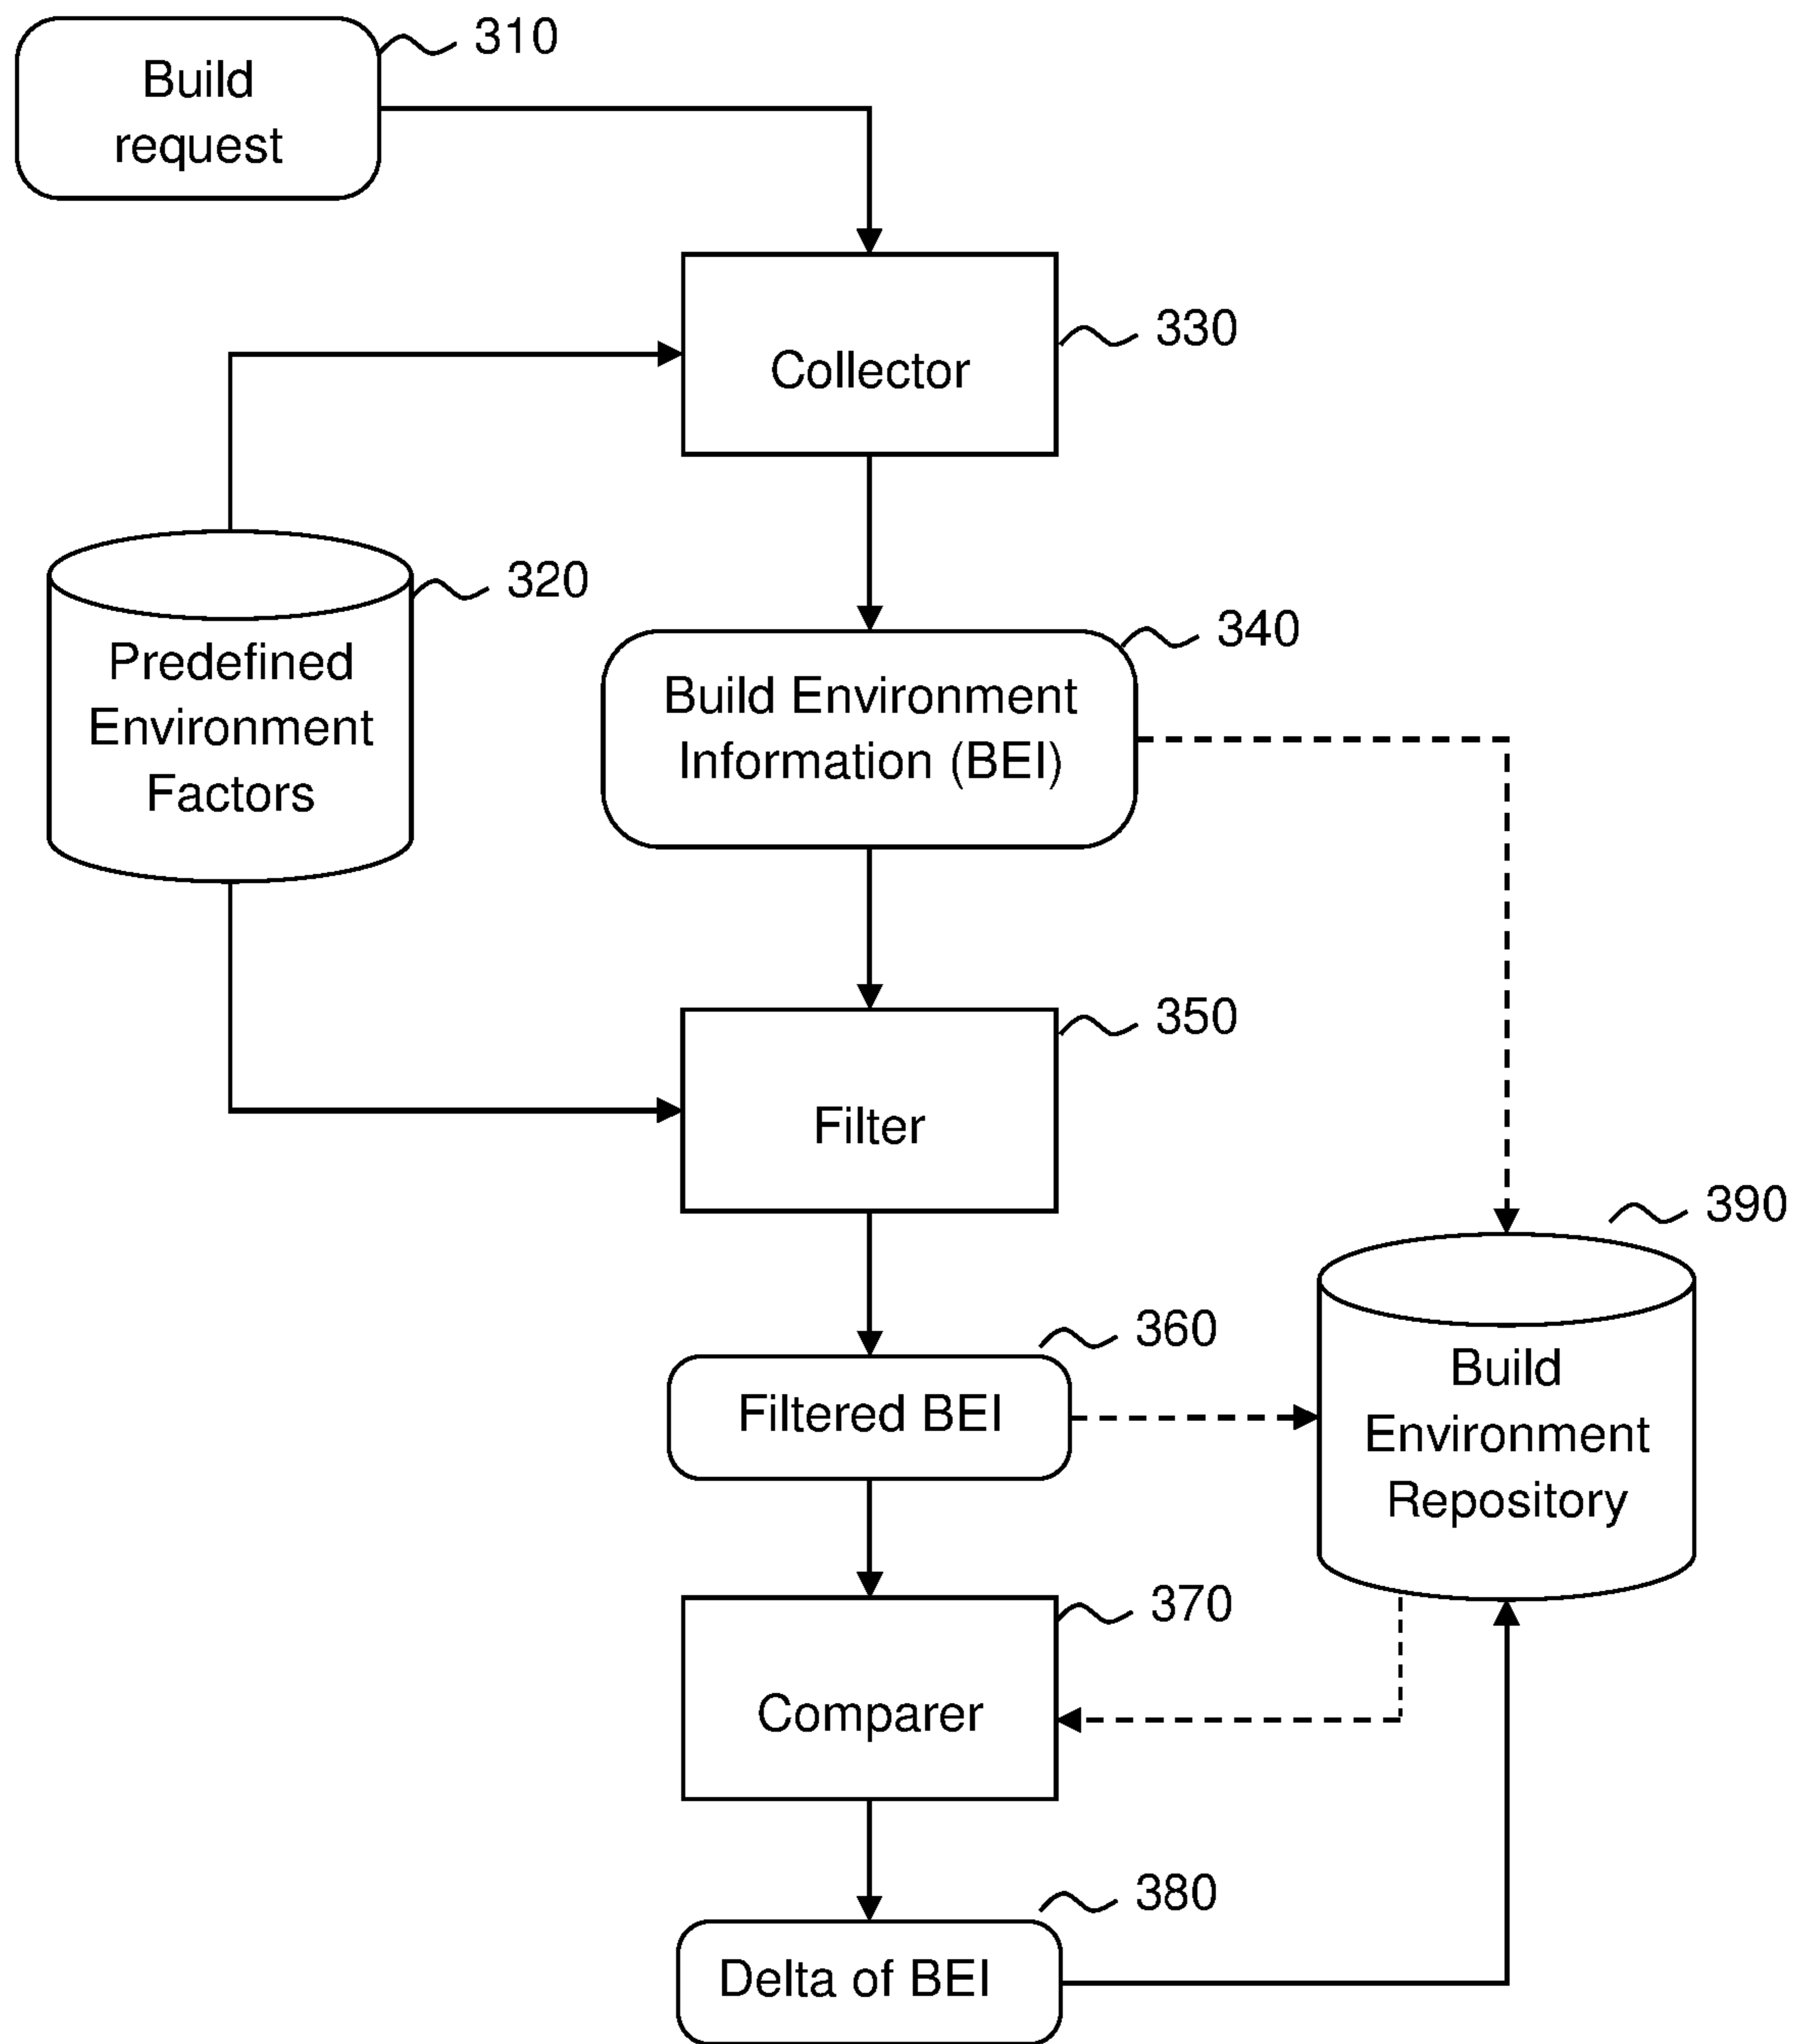 310
Build
request
330
Collector
320
Predefined
Environment
Factors
340
Build Environment
Information (BEI)
350
Filter
390
Build
Environment
Repository
360
Filtered BEI
370
Comparer
380
Delta of BEI